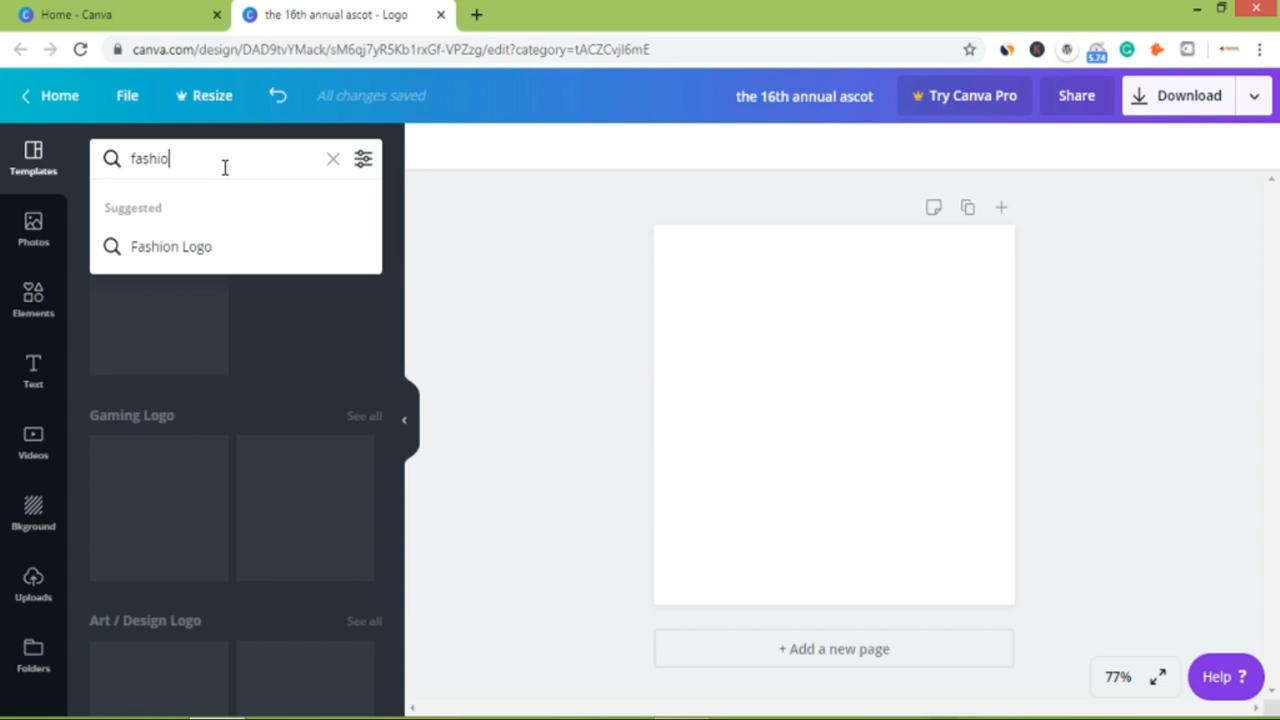 Home - Canva
the 16th annual ascot - Logo
canva.com/design/DAD9tvYMack/sM6qj7yR5Kb1rxGf-VPZzg/edit?category=tACZCvjI6mE
5.74
Home
File
Resize
All changes saved
the 16th annual ascot
Try Canva Pro
Share
Download
Templates
Photos
Elements
Text
Videos
Bkground
Uploads
Folders
fashio
Suggested
Fashion Logo
Gaming Logo
See all
Art / Design Logo
See all
+ Add a new page
77%
Help ?